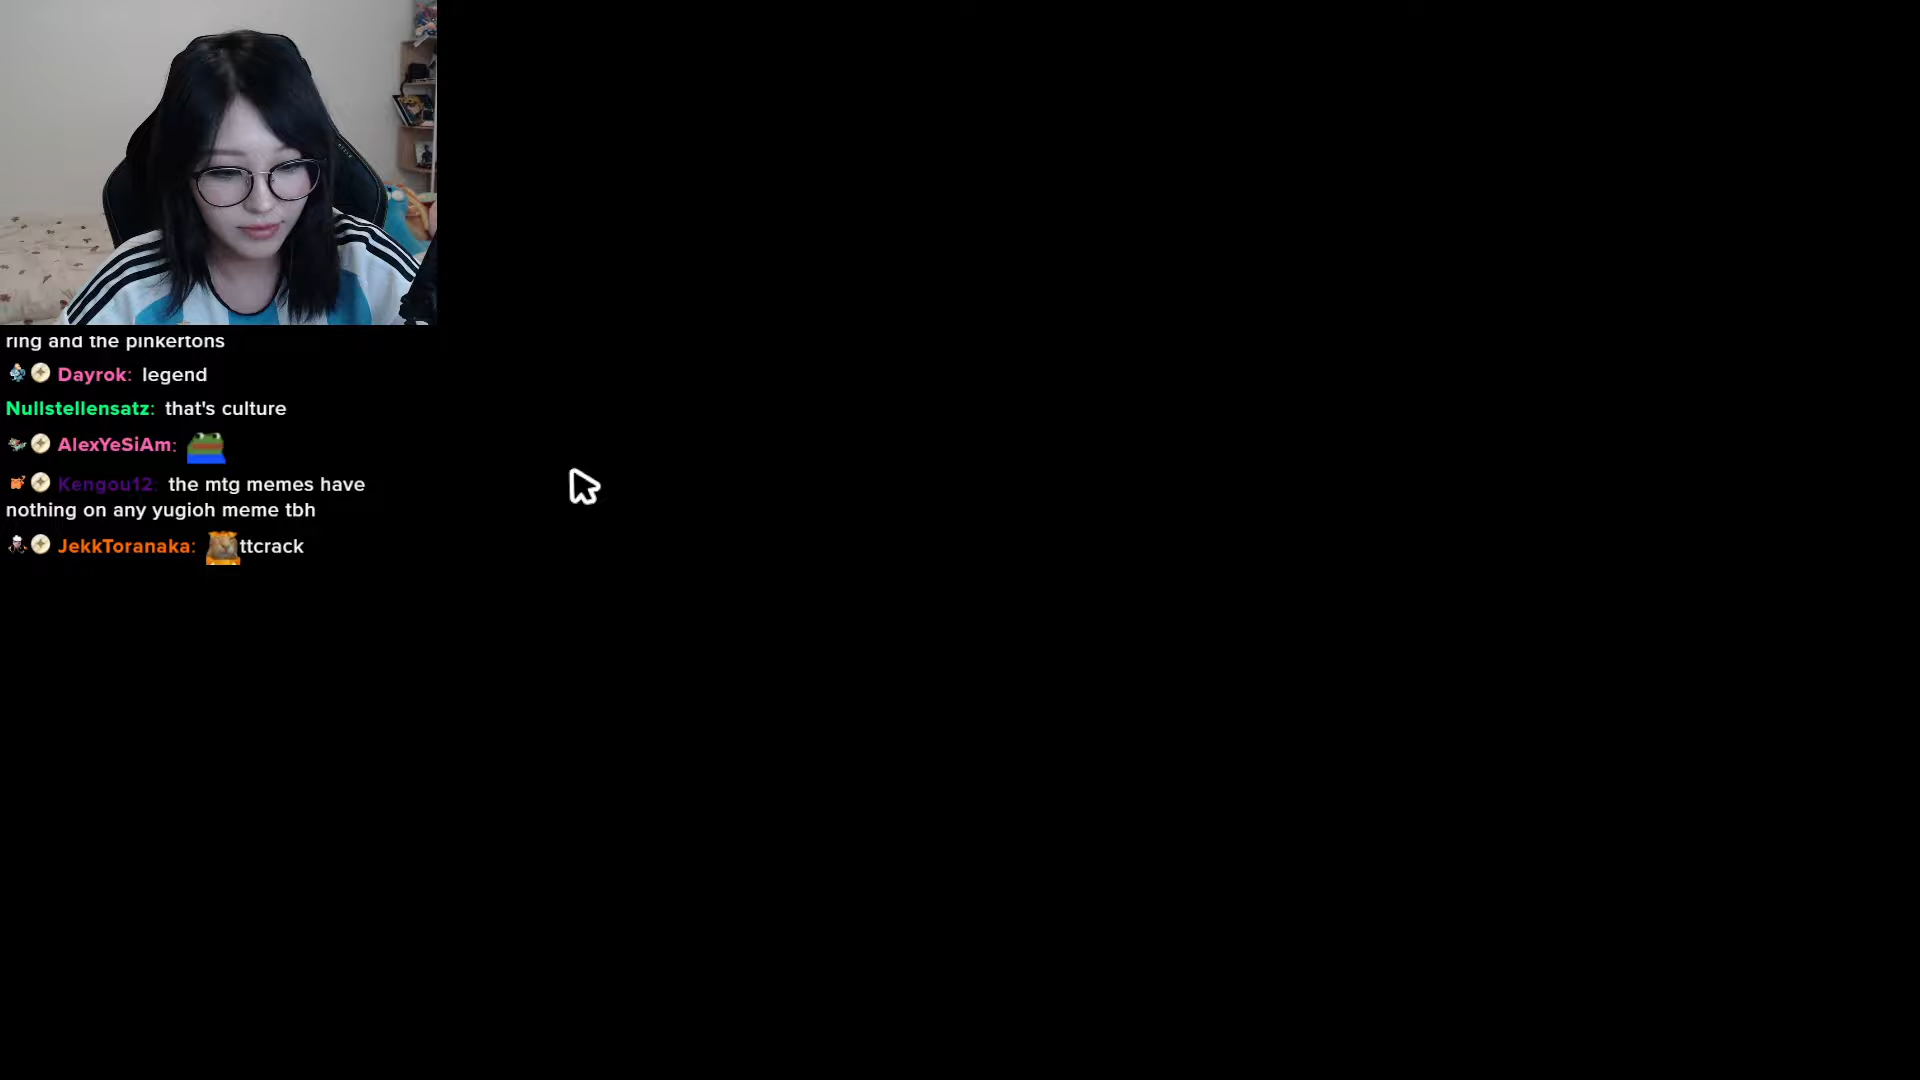 ring and the pinkertons
Dayrok: legend
Nullstellensatz: that's culture
AlexYeSiAm:
Kengou12: the mtg memes have
nothing on any yugioh meme tbh
JekkToranaka: ttcrack